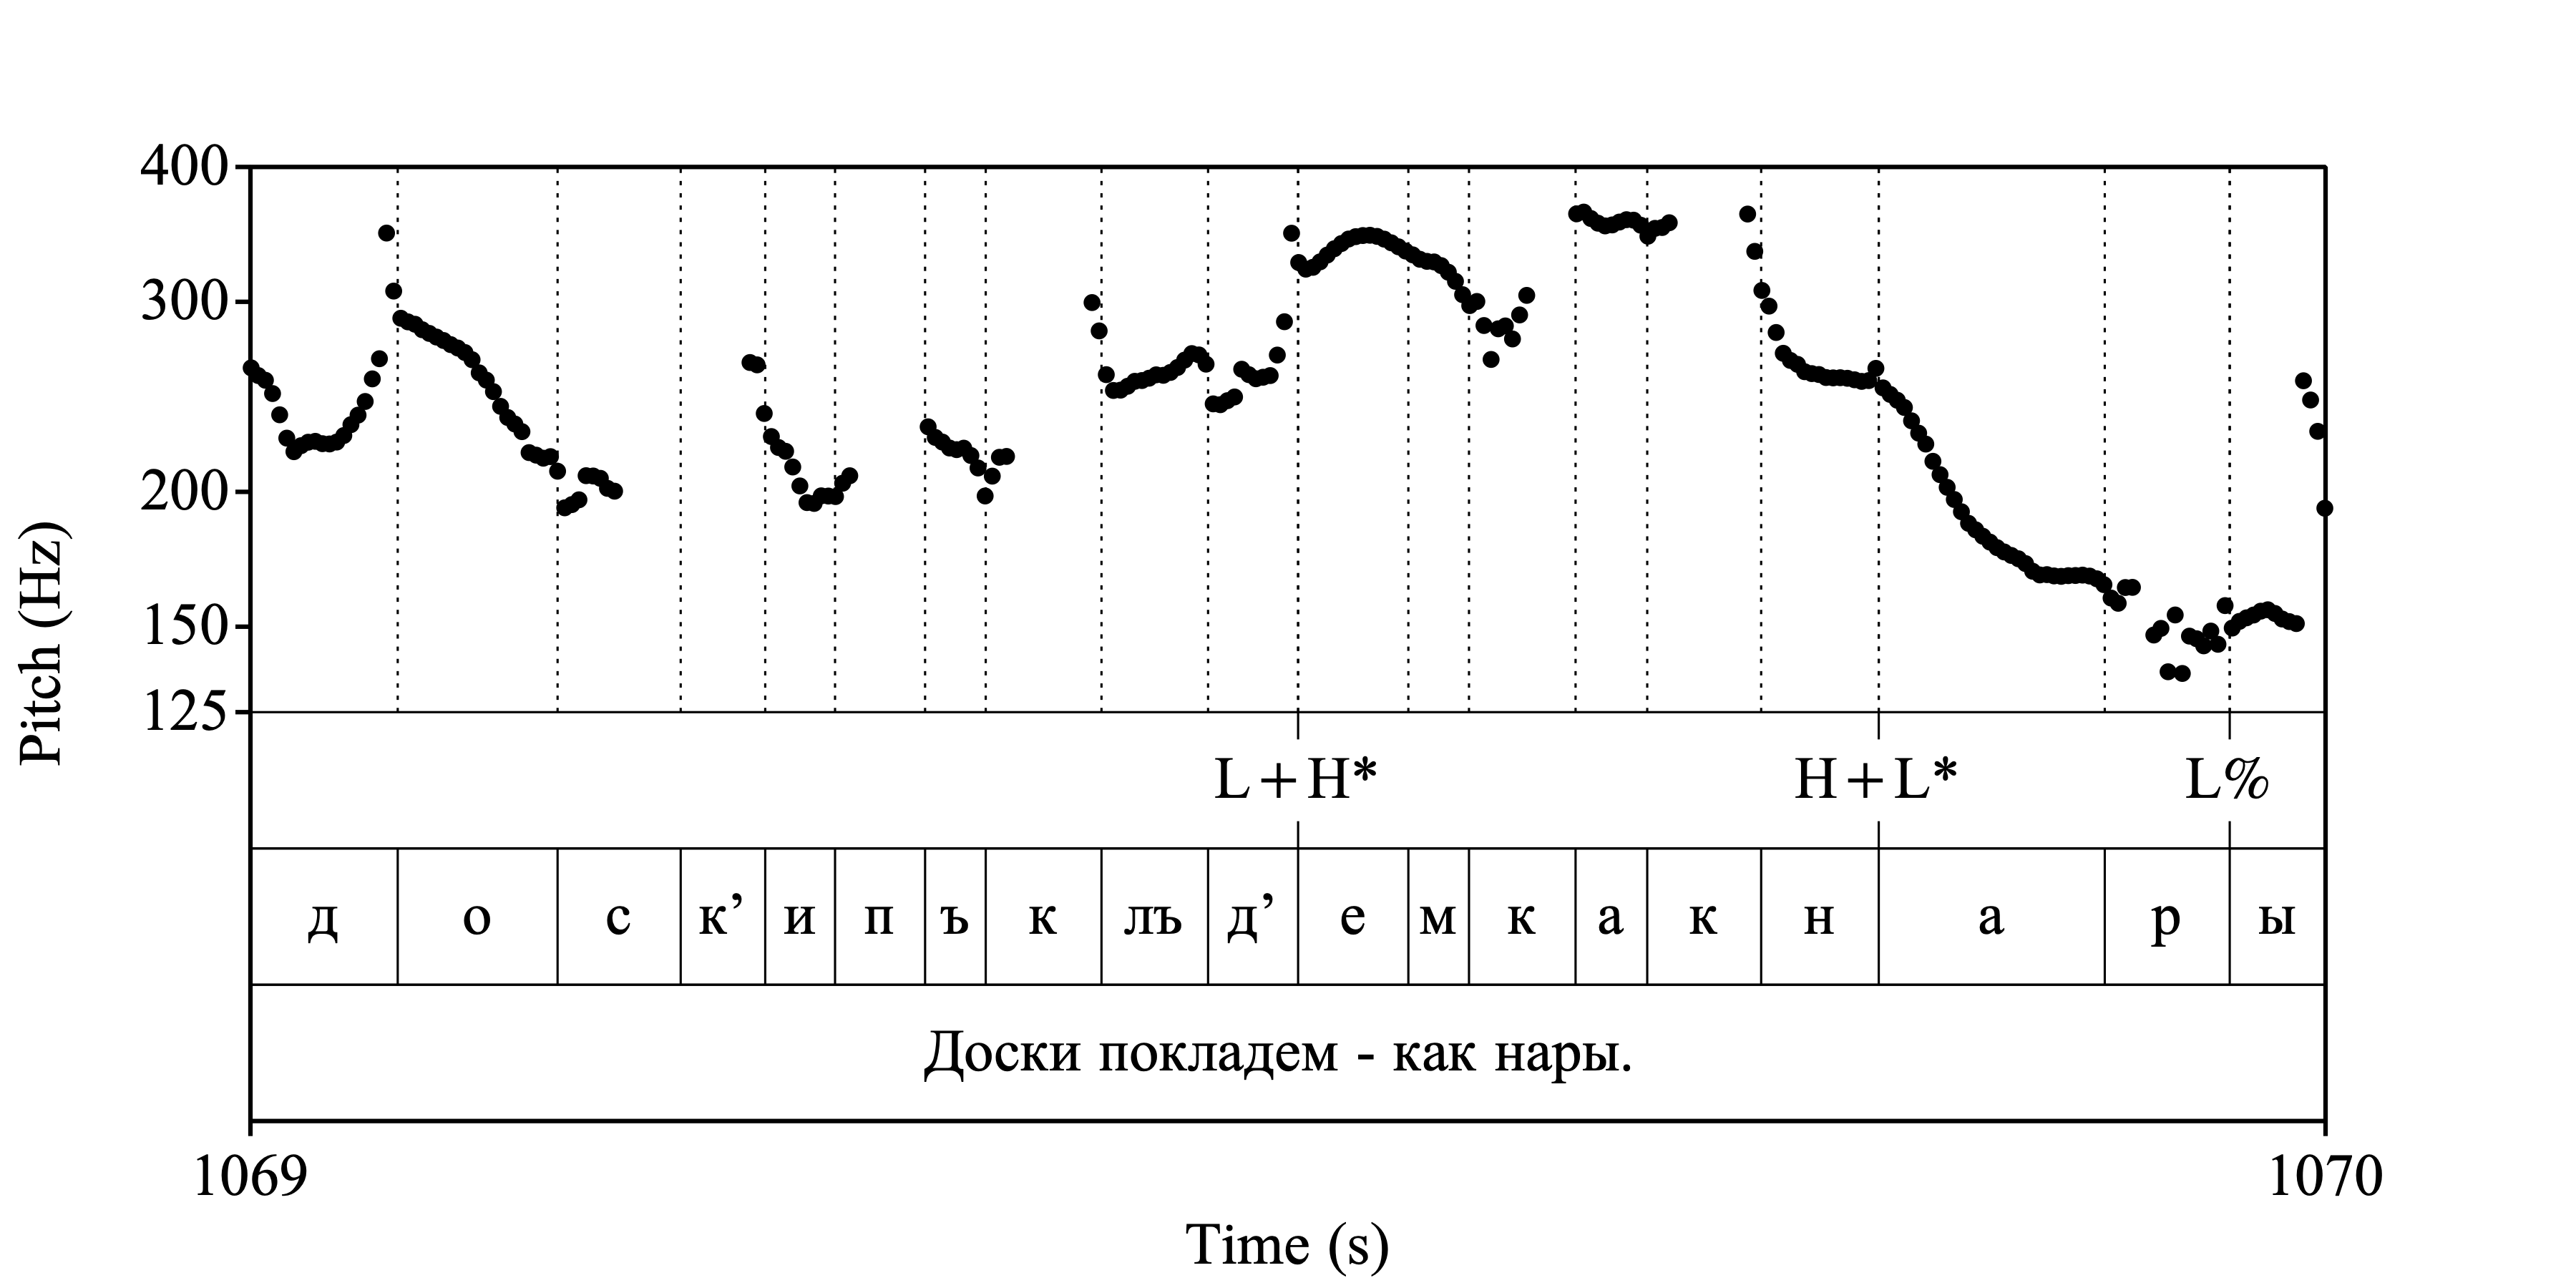 400
300
200
150
125
Pitch (Hz)
L+H* H+L* L%
д о с к’ и п ъ к лъ д’ е м к а к н а р ы
Доски покладем - как нары.
1069 1070
Time (s)